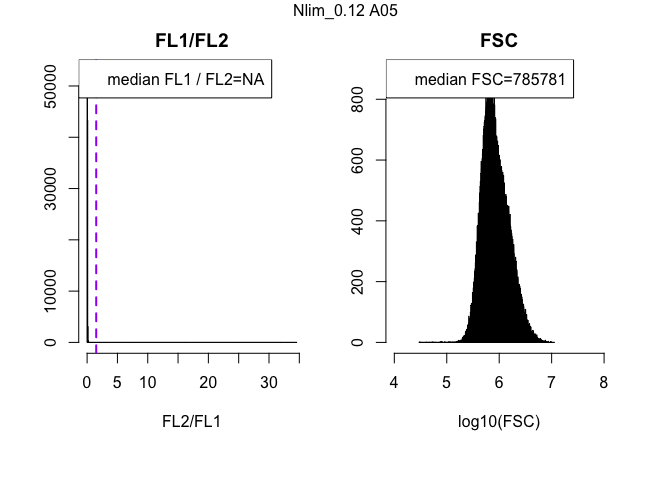 Nlim_0.12 A05
FL1/FL2
median FL1 / FL2=NA
0 10000 30000 50000
0 5 10 20 30
FL2/FL1
FSC
median FSC=785781
0 200 400 600 800
4 5 6 7 8
log10(FSC)